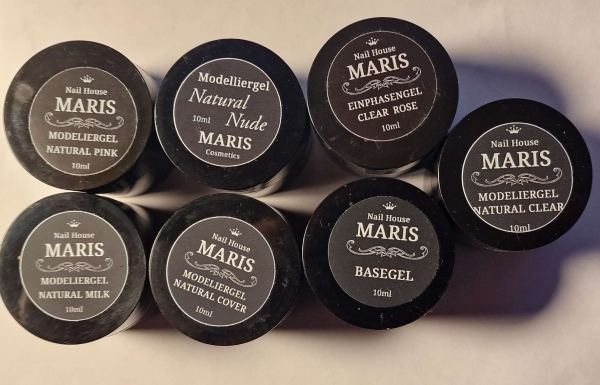 Nail House
MARIS
MODELIERGEL
NATURAL PINK
10ml
Modelliergel
Natural
10ml Nude
MARIS
Cosmetics
Nail House
MARIS
EINPHASENGEL
CLEAR ROSE
10ml
Nail House
MARIS
MODELIERGEL
NATURAL CLEAR
10ml
Nail House
MARIS
MODELIERGEL
NATURAL MILK
10ml
Nail House
MARIS
MODELIERGEL
NATURAL COVER
10ml
Nail House
MARIS
BASEGEL
10ml